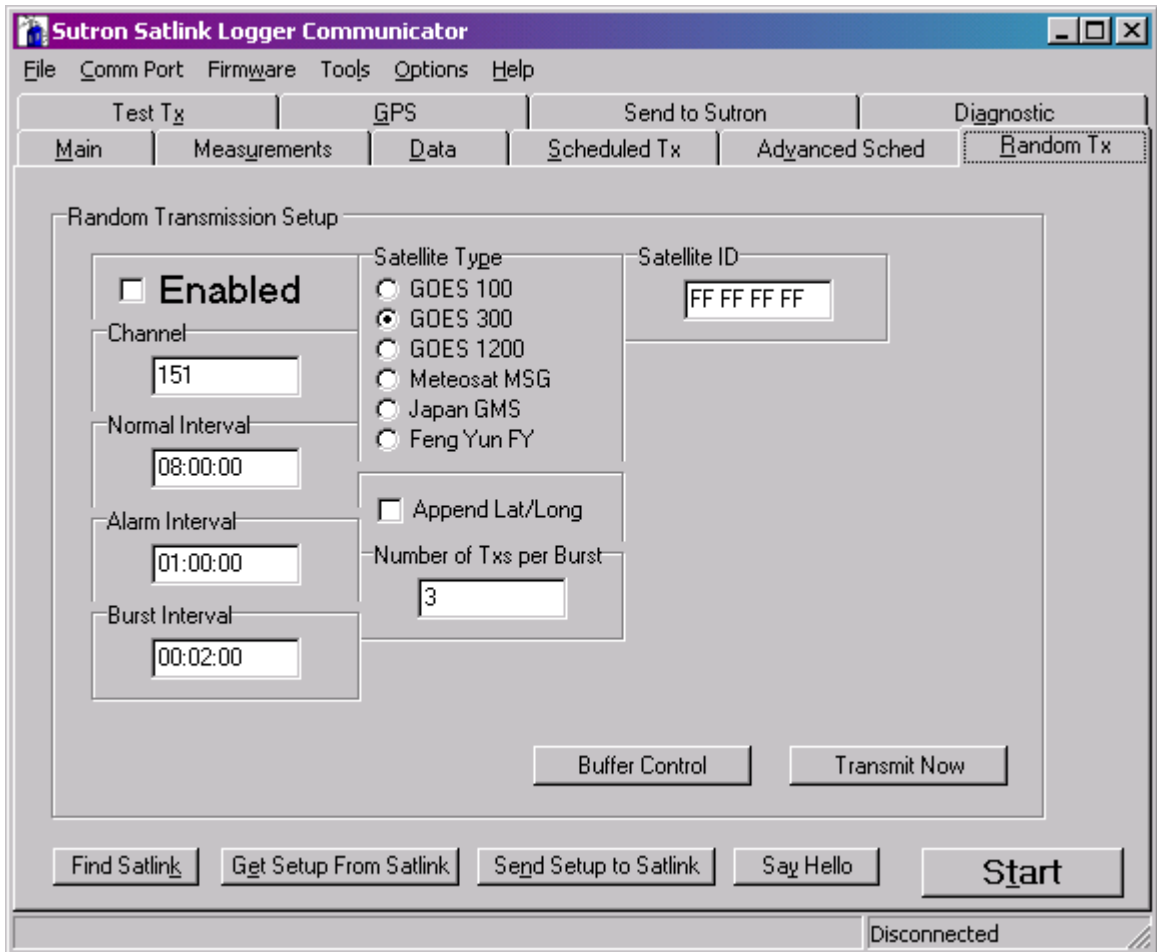 Sutron Satlink Logger Communicator
File Comm Port Firmware Tools Options Help
Test Tx GPS Send to Sutron Diagnostic
Main Measurements Data Scheduled Tx Advanced Sched Random Tx
Random Transmission Setup
Enabled
Channel
151
Normal Interval
08:00:00
Alarm Interval
01:00:00
Burst Interval
00:02:00
Satellite Type
GOES 100
GOES 300
GOES 1200
Meteosat MSG
Japan GMS
Feng Yun FY
Append Lat/Long
Number of Txs per Burst
3
Satellite ID
FF FF FF FF
Buffer Control Transmit Now
Find Satlink Get Setup From Satlink Send Setup to Satlink Say Hello Start
Disconnected